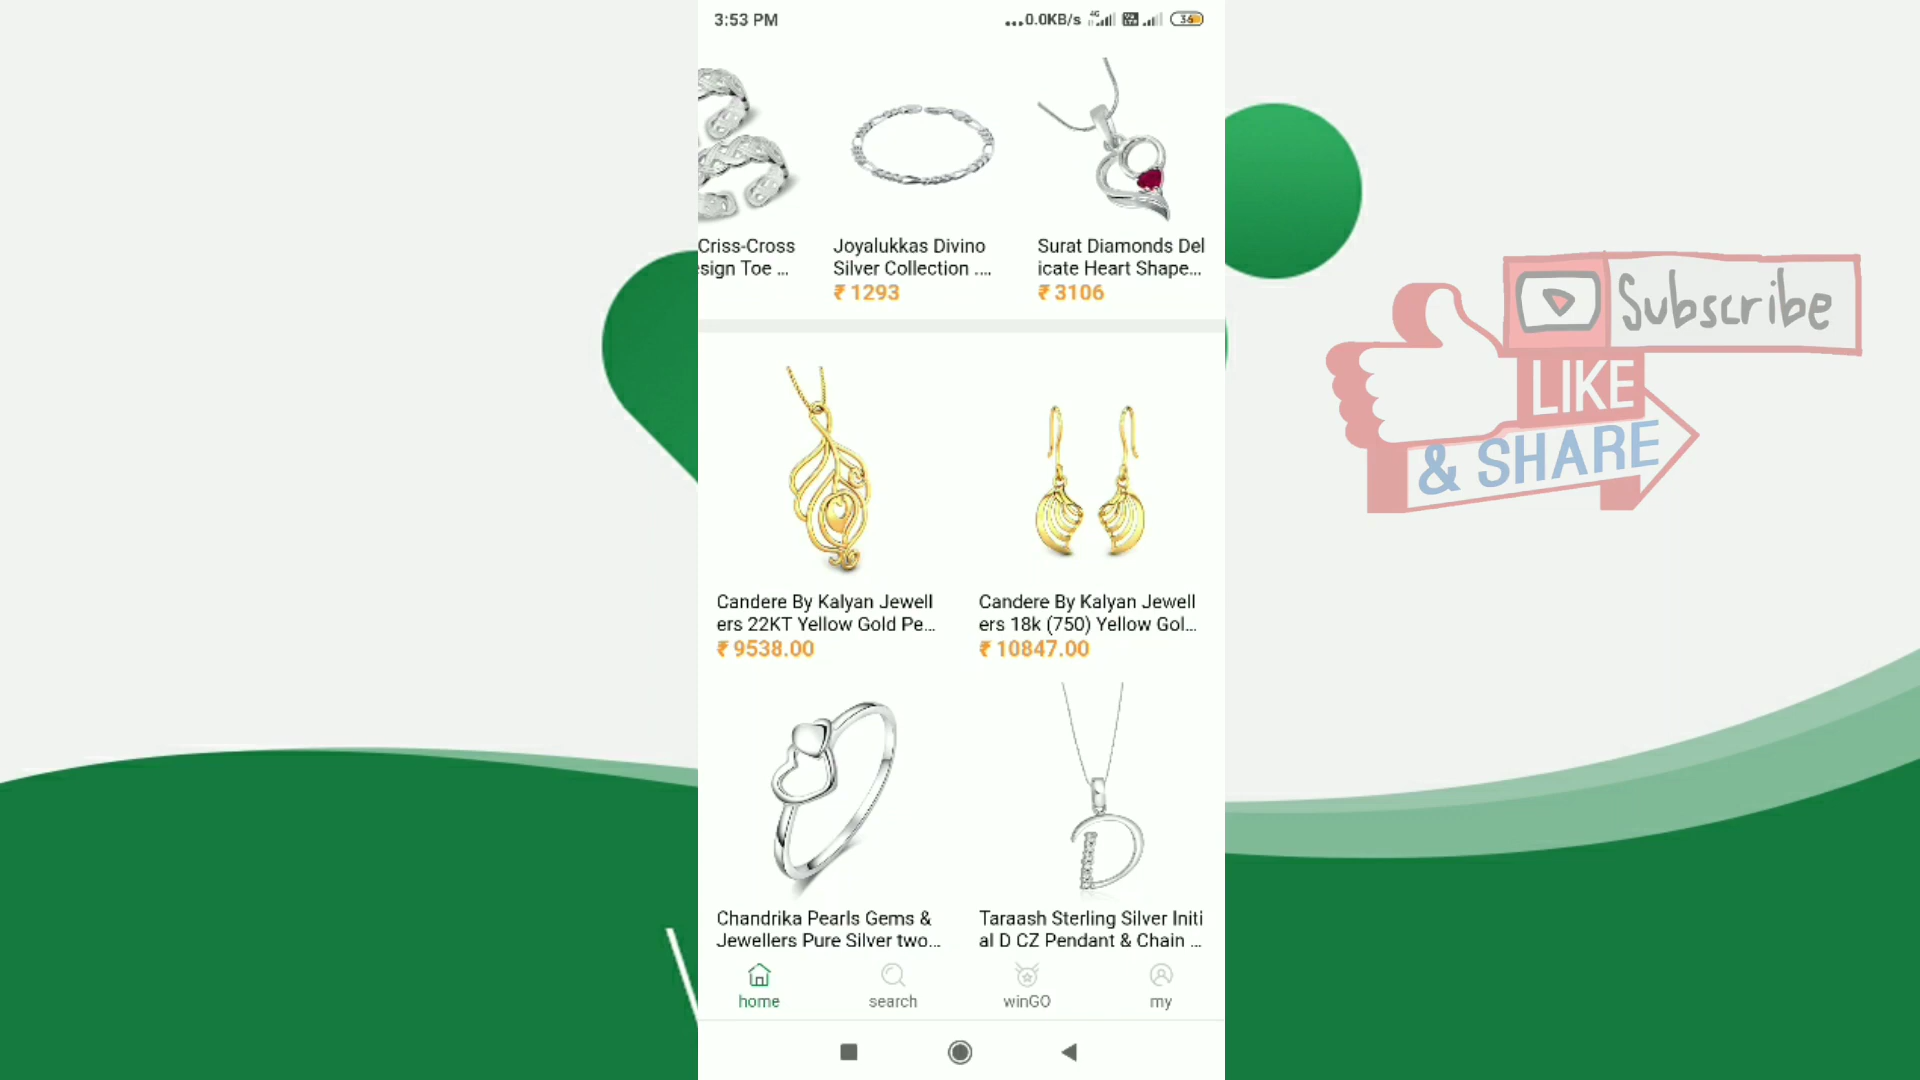 3:53 PM
...0.0KB/s 4G 36
Criss-Cross
sign Toe ...
Joyalukkas Divino
Silver Collection ....
₹ 1293
Surat Diamonds Del
icate Heart Shape...
₹ 3106
Subscribe
LIKE
& SHARE
Candere By Kalyan Jewell
ers 22KT Yellow Gold Pe...
₹ 9538.00
Candere By Kalyan Jewell
ers 18k (750) Yellow Gol...
₹ 10847.00
Chandrika Pearls Gems &
Jewellers Pure Silver two...
Taraash Sterling Silver Initi
al D CZ Pendant & Chain ...
home
search
winGO
my